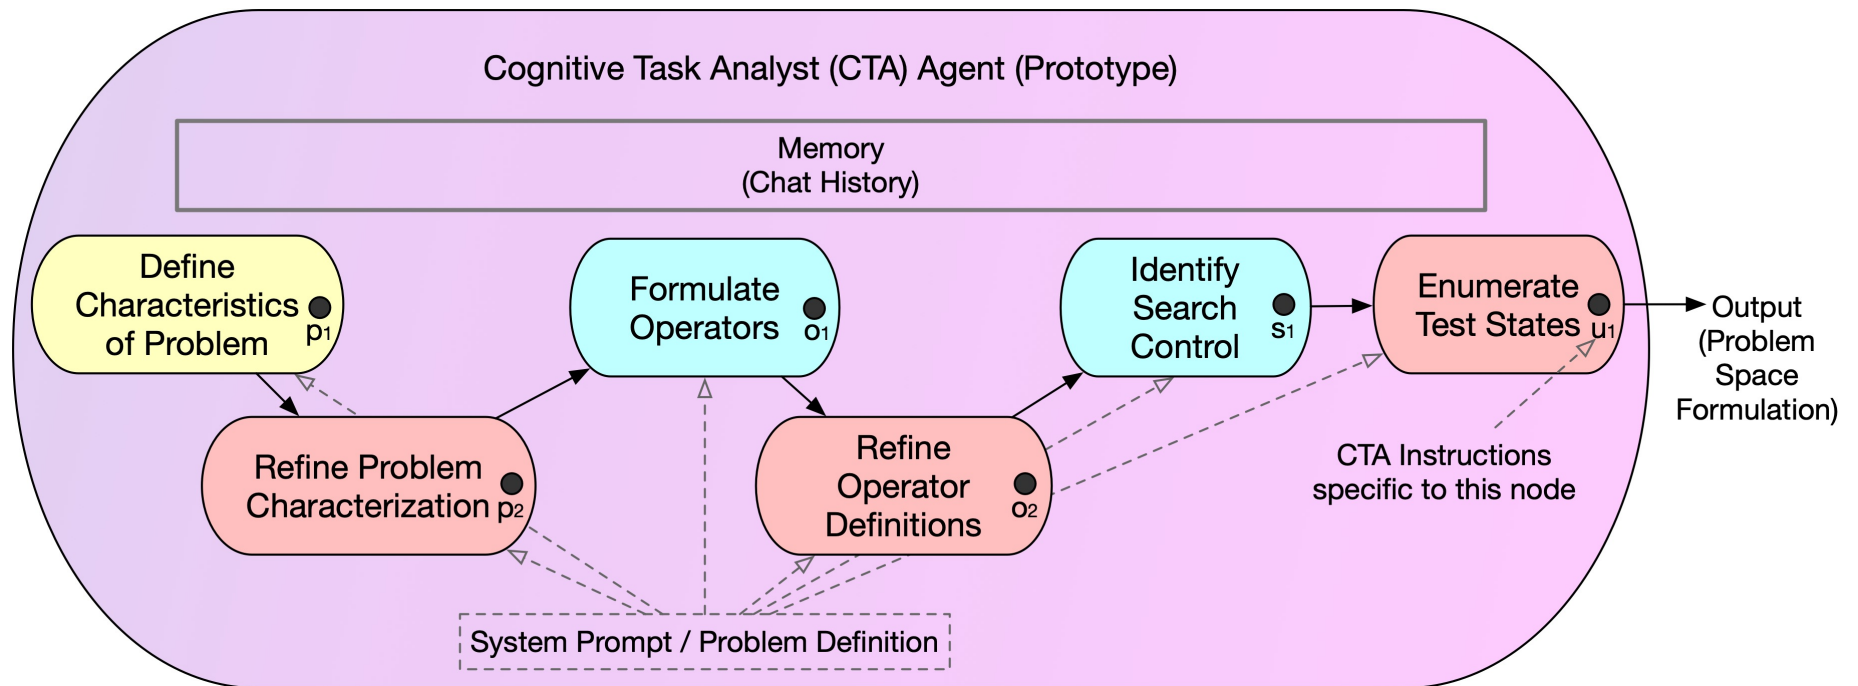 Cognitive Task Analyst (CTA) Agent (Prototype)
Memory
(Chat History)
Define
Characteristics
of Problem
p1
Refine Problem
Characterization
p2
Formulate
Operators
o1
Refine
Operator
Definitions
o2
Identify
Search
Control
s1
Enumerate
Test States
u1
Output
(Problem
Space
Formulation)
CTA Instructions
specific to this node
System Prompt / Problem Definition